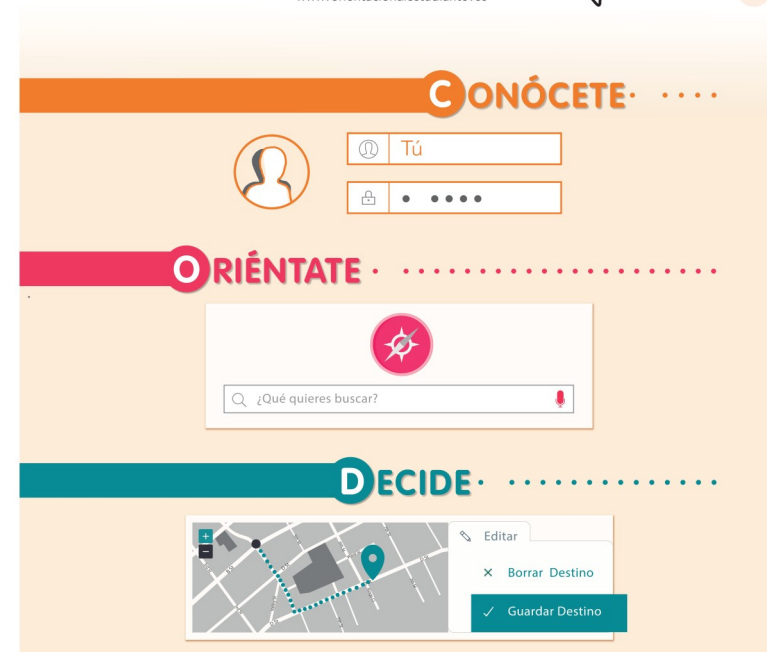 CONÓCETE
Tú
ORIÉNTATE
¿Qué quieres buscar?
DECIDE
Editar
Borrar Destino
Guardar Destino